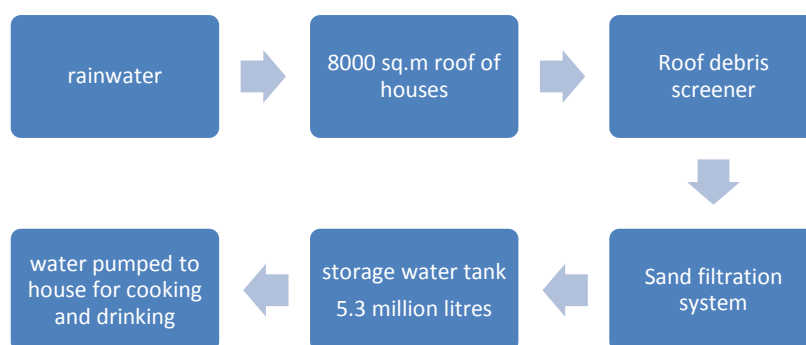 rainwater
8000 sq.m roof of
houses
Roof debris
screener
Sand filtration
system
storage water tank
5.3 million litres
water pumped to
house for cooking
and drinking